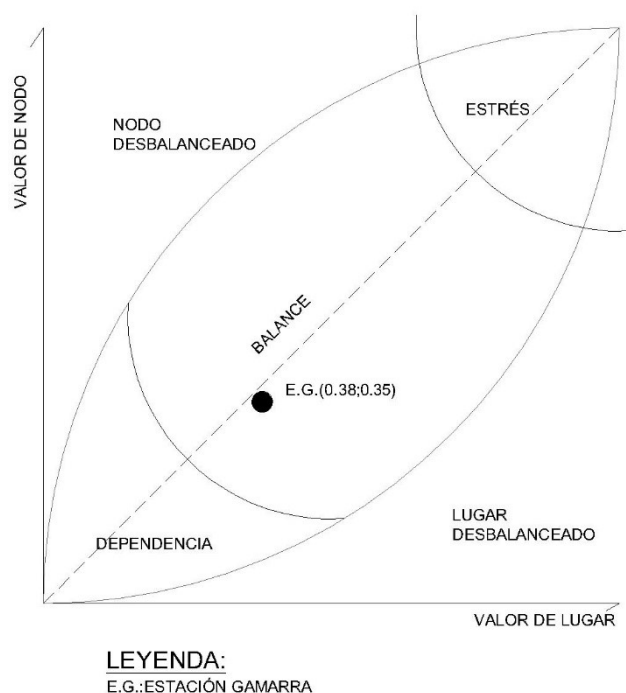 ESTRÉS
NODO
DESBALANCEADO
VALOR DE NODO
BALANCE
E.G.(0.38;0.35)
LUGAR
DESBALANCEADO
DEPENDENCIA
VALOR DE LUGAR
LEYENDA:
E.G.:ESTACIÓN GAMARRA